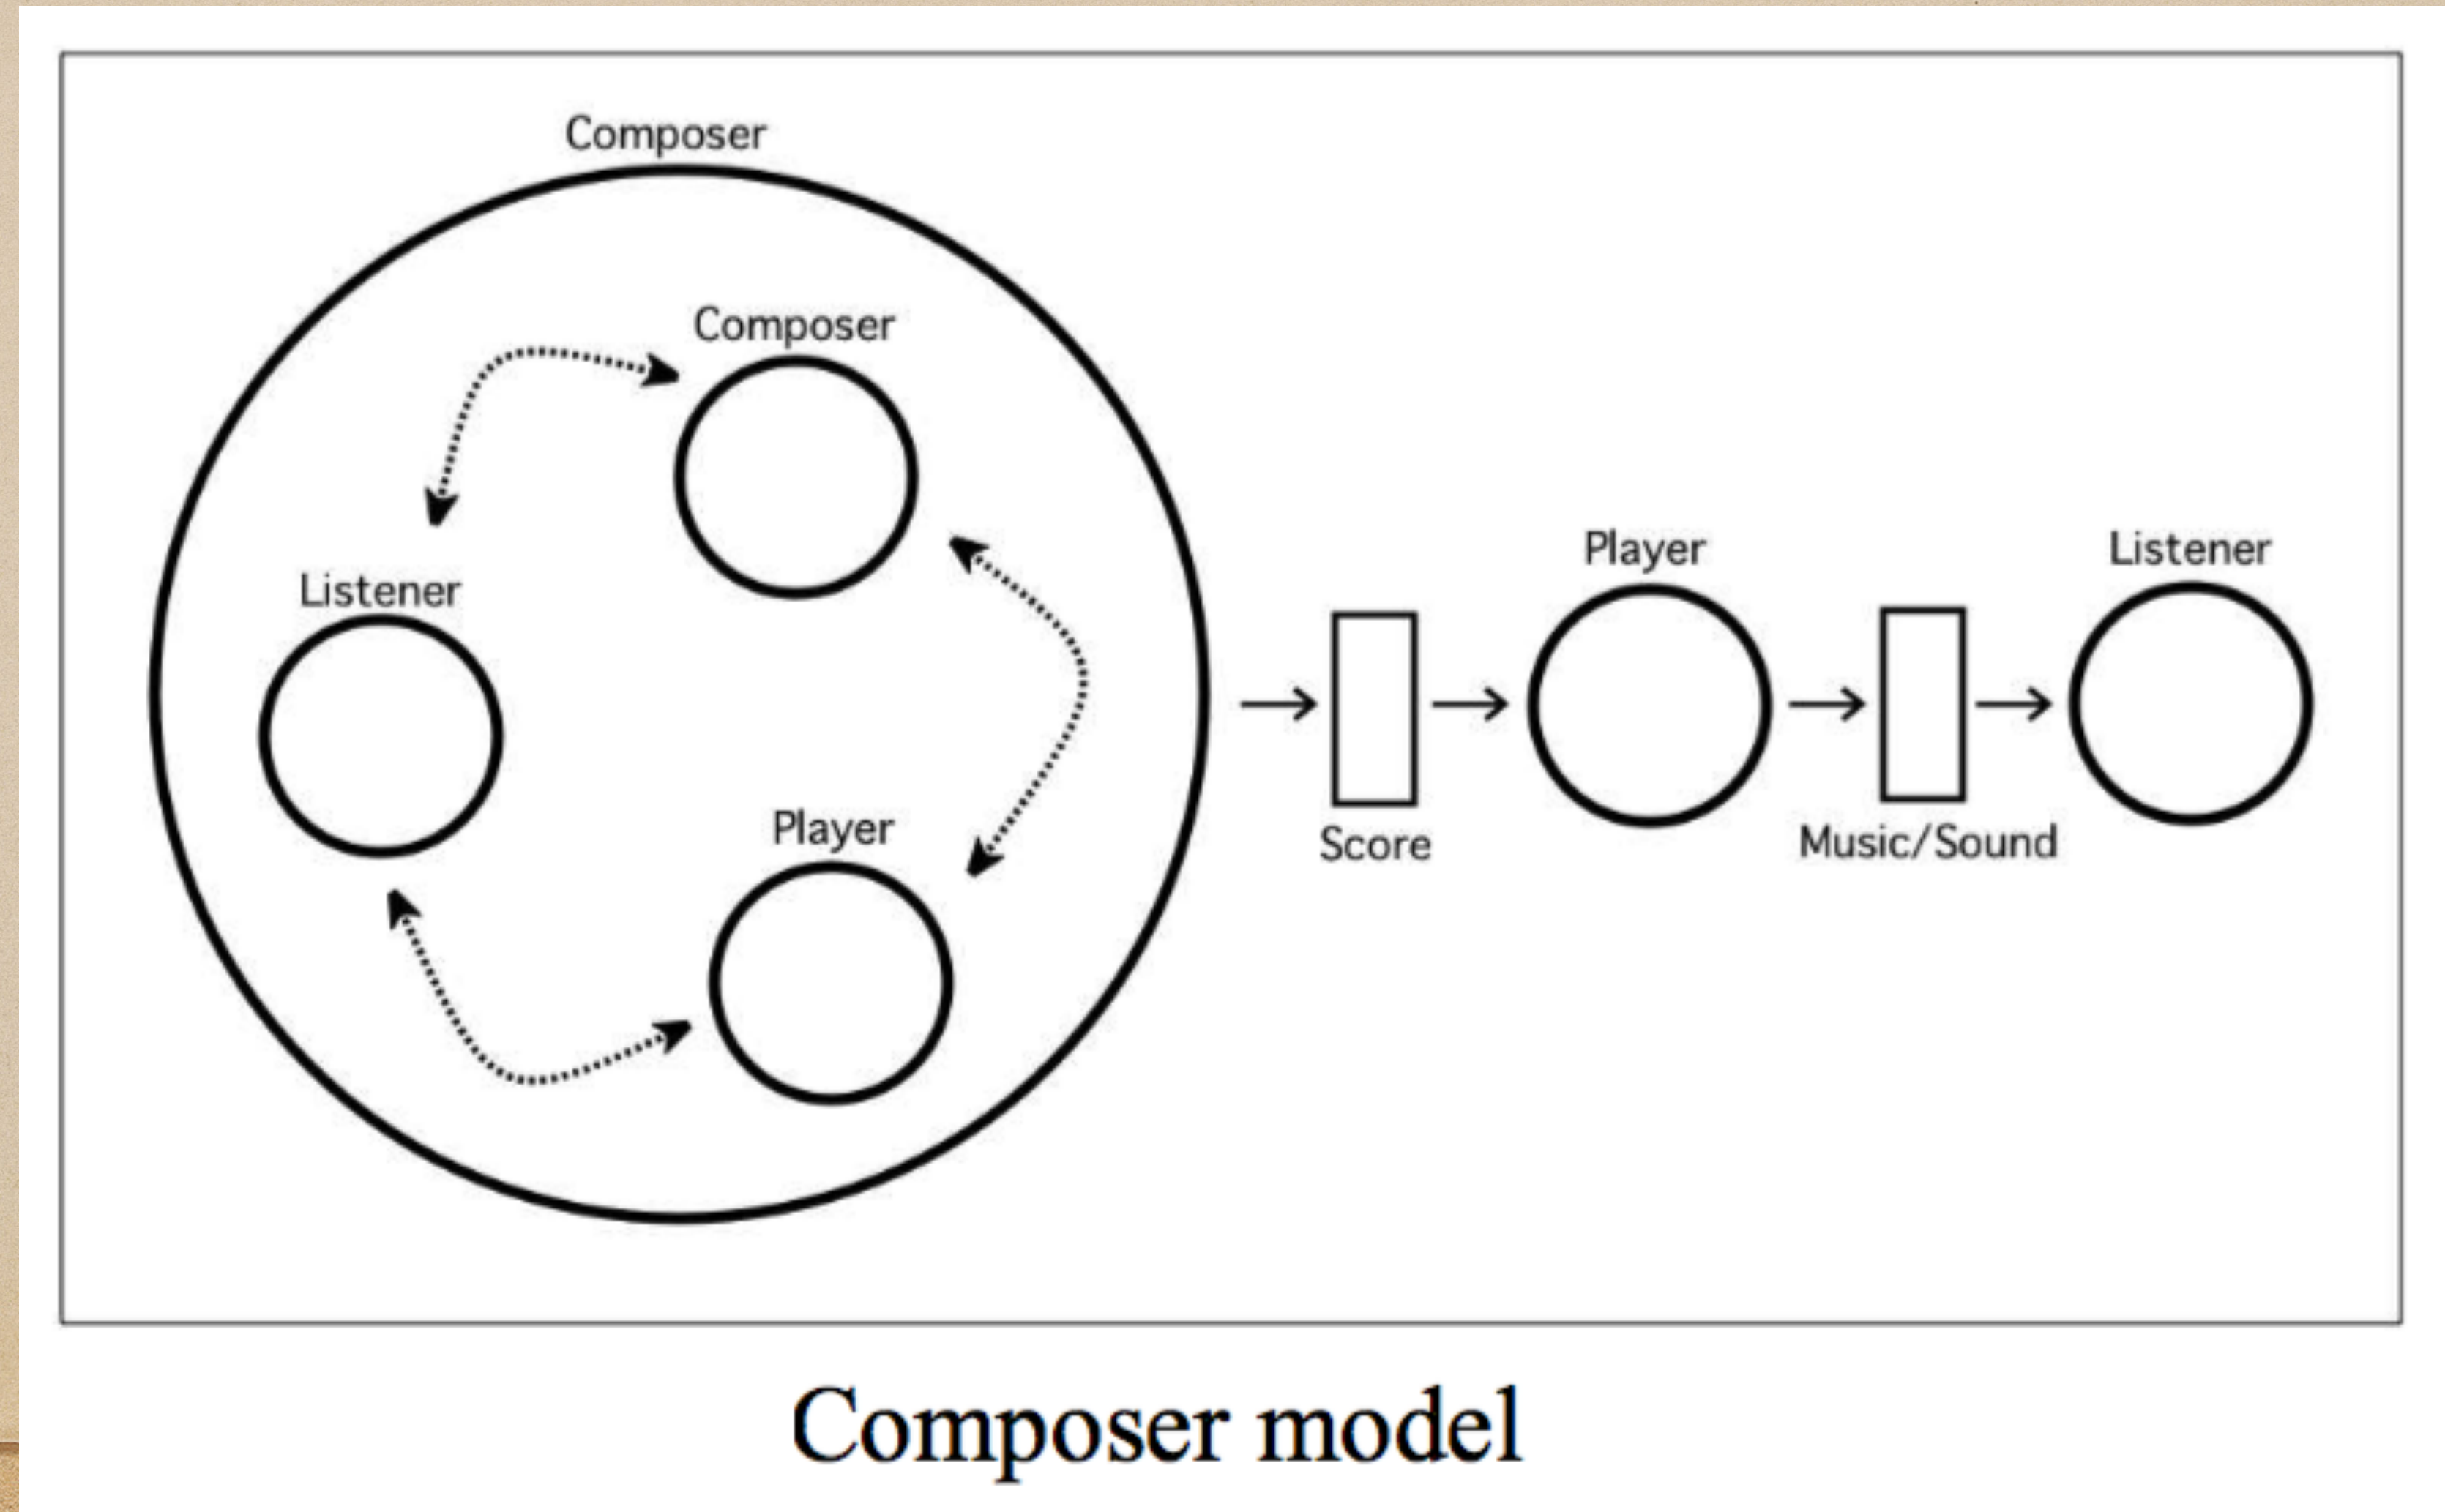 Composer
Composer
Listener
Player
Player
Listener
Score
Music/Sound
Composer model